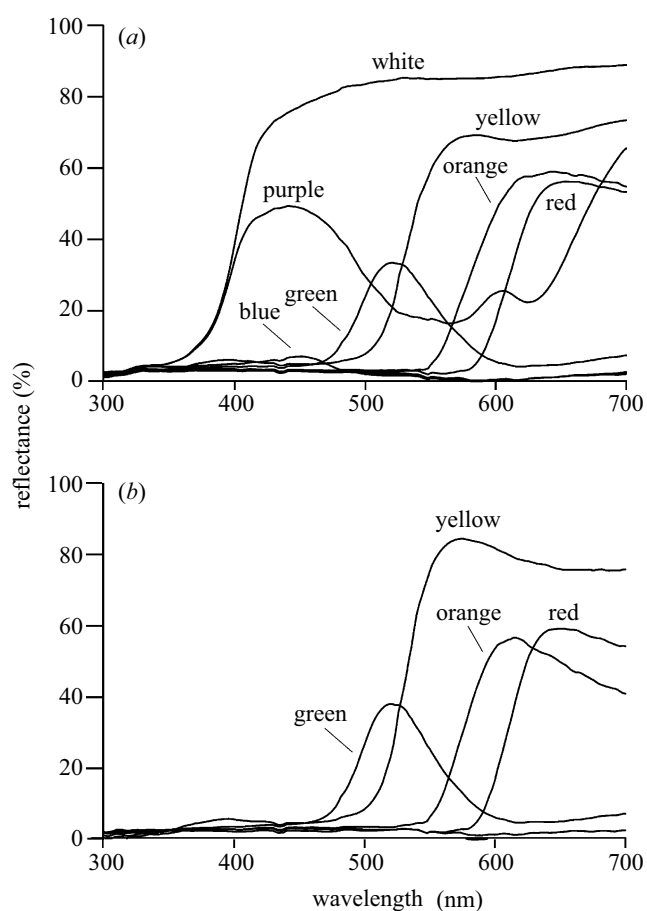 100
(a)
white
80
yellow
60
orange
purple
red
40
green
20
blue
0
300
400
500
600
700
reflectance (%)
100
(b)
yellow
80
orange
red
60
40
green
20
0
300
400
500
600
700
wavelength (nm)